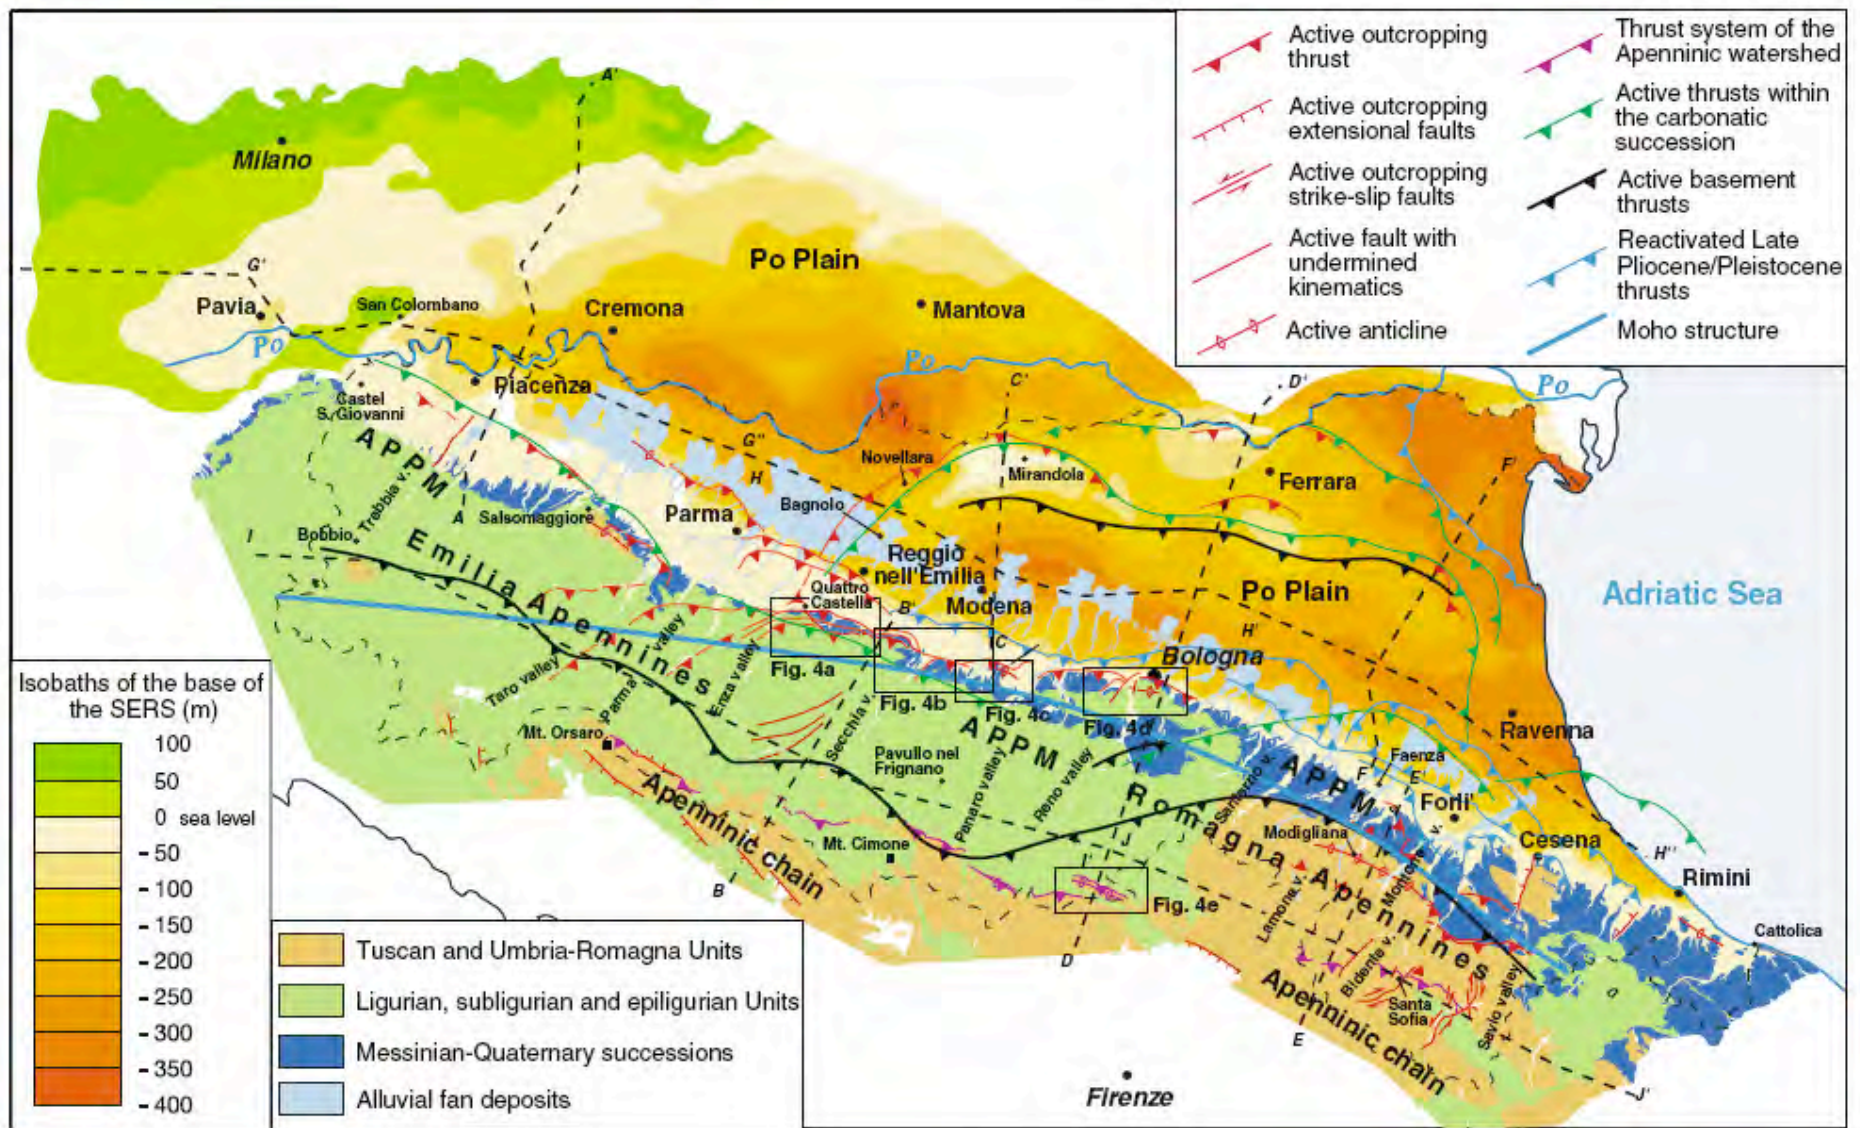 Active outcropping
thrust
Active outcropping
extensional faults
Active outcropping
strike-slip faults
Active fault with
undermined
kinematics
Active anticline
Thrust system of the
Apenninic watershed
Active thrusts within
the carbonatic
succession
Active basement
thrusts
Reactivated Late
Pliocene/Pleistocene
thrusts
Moho structure
A'
Milano
Po Plain
G'
Pavia
San Colombano
Cremona
Mantova
Po
Po
Po
Piacenza
C'
D'
Castel
S. Giovanni
G''
H
Novellara
Mirandola
Ferrara
F'
APPM
Trebbia v.
A
Salsomaggiore
Parma
Bagnolo
I
Bobbio
Emilia Apennines
Reggio
nell'Emilia
Quattro
Castella
Modena
B'
Po Plain
Adriatic Sea
H'
C
Bologna
Fig. 4a
Fig. 4b
Fig. 4c
Fig. 4d
Taro valley
Parma valley
Enza valley
Secchia v.
Mt. Orsaro
Pavullo nel
Frignano
APPM
Panaro valley
Reno valley
Ravenna
Faenza
Santerno v.
APPM
F
E'
Forlì
Romagna Apennines
Modigliana
Cesena
H''
Rimini
Apenninic chain
Mt. Cimone
J
B
Fig. 4e
Lamona v.
Montone v.
Cattolica
D
Bidente v.
Santa
Sofia
Savio valley
Apenninic chain
E
J'
Firenze
Isobaths of the base of
the SERS (m)
100
50
0 sea level
- 50
- 100
- 150
- 200
- 250
- 300
- 350
- 400
Tuscan and Umbria-Romagna Units
Ligurian, subligurian and epiligurian Units
Messinian-Quaternary successions
Alluvial fan deposits